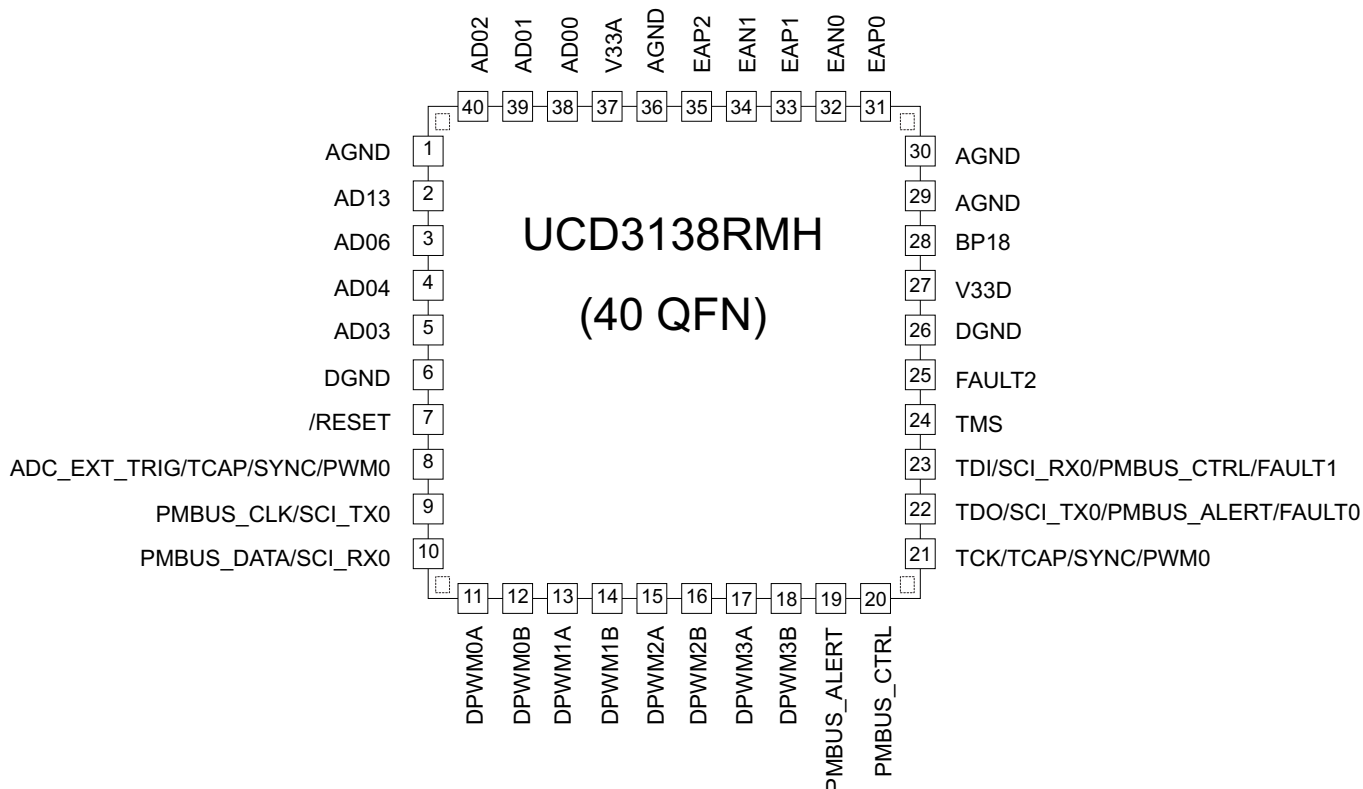 AD02
AD01
AD00
V33A
AGND
EAP2
EAN1
EAP1
EAN0
EAP0
40
39
38
37
36
35
34
33
32
31
AGND 1
AD13 2
AD06 3
AD04 4
AD03 5
DGND 6
/RESET 7
ADC_EXT_TRIG/TCAP/SYNC/PWM0 8
PMBUS_CLK/SCI_TX0 9
PMBUS_DATA/SCI_RX0 10
UCD3138RMH
(40 QFN)
30 AGND
29 AGND
28 BP18
27 V33D
26 DGND
25 FAULT2
24 TMS
23 TDI/SCI_RX0/PMBUS_CTRL/FAULT1
22 TDO/SCI_TX0/PMBUS_ALERT/FAULT0
21 TCK/TCAP/SYNC/PWM0
11
12
13
14
15
16
17
18
19
20
DPWM0A
DPWM0B
DPWM1A
DPWM1B
DPWM2A
DPWM2B
DPWM3A
DPWM3B
PMBUS_ALERT
PMBUS_CTRL